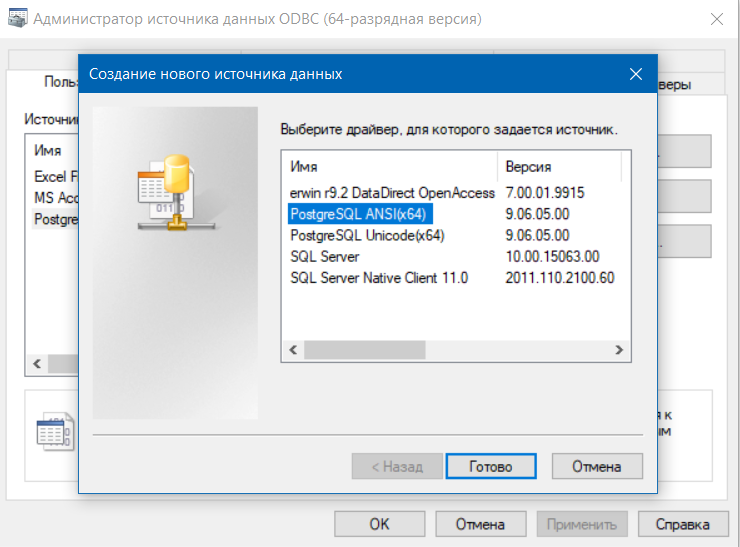 Администратор источника данных ODBC (64-разрядная версия)
Создание нового источника данных
Польз
веры
Источни
Имя
Excel F
MS Acc
Postgre
Выберите драйвер, для которого задается источник.
Имя Версия
erwin r9.2 DataDirect OpenAccess 7.00.01.9915
PostgreSQL ANSI(x64) 9.06.05.00
PostgreSQL Unicode(x64) 9.06.05.00
SQL Server 10.00.15063.00
SQL Server Native Client 11.0 2011.110.2100.60
к
ым
< Назад Готово Отмена
OK Отмена Применить Справка